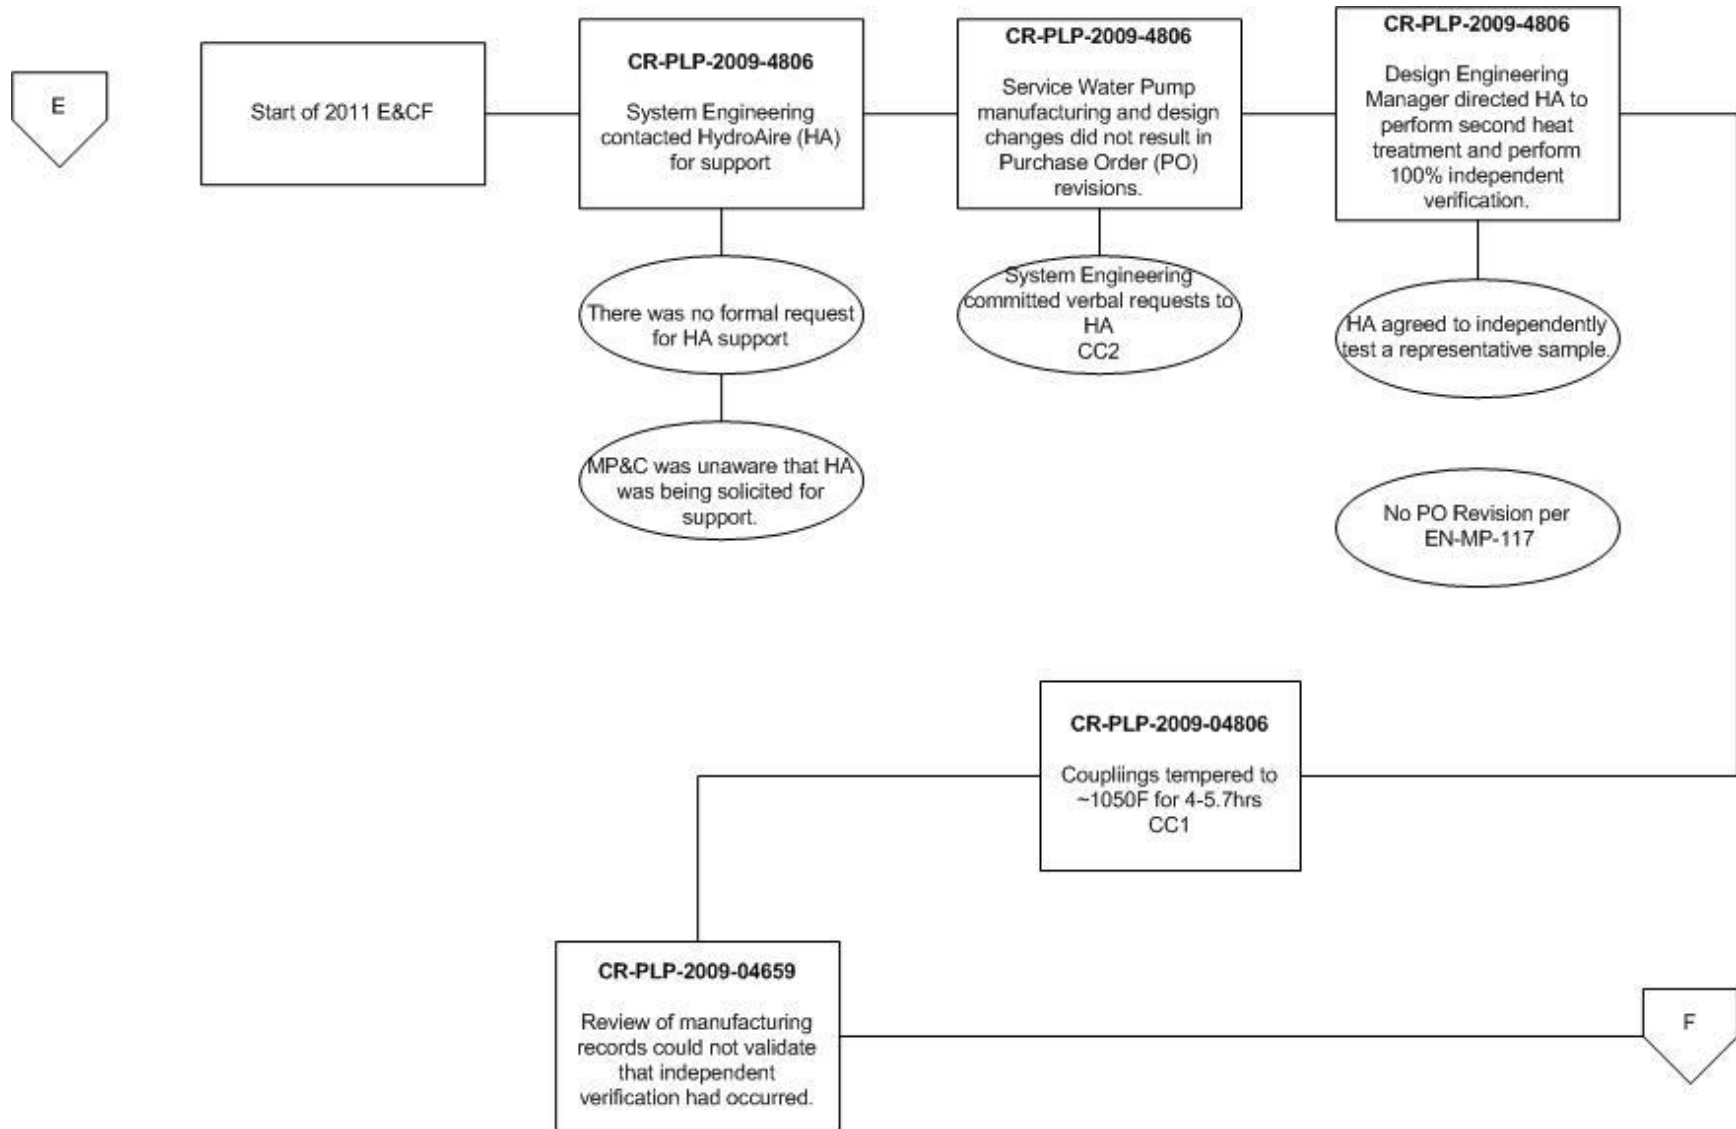 E
Start of 2011 E&CF
CR-PLP-2009-4806
System Engineering
contacted HydroAire (HA)
for support
There was no formal request
for HA support
MP&C was unaware that HA
was being solicited for
support.
CR-PLP-2009-4806
Service Water Pump
manufacturing and design
changes did not result in
Purchase Order (PO)
revisions.
System Engineering
committed verbal requests to
HA
CC2
CR-PLP-2009-4806
Design Engineering
Manager directed HA to
perform second heat
treatment and perform
100% independent
verification.
HA agreed to independently
test a representative sample.
No PO Revision per
EN-MP-117
CR-PLP-2009-04806
Coupliings tempered to
~1050F for 4-5.7hrs
CC1
CR-PLP-2009-04659
Review of manufacturing
records could not validate
that independent
verification had occurred.
F